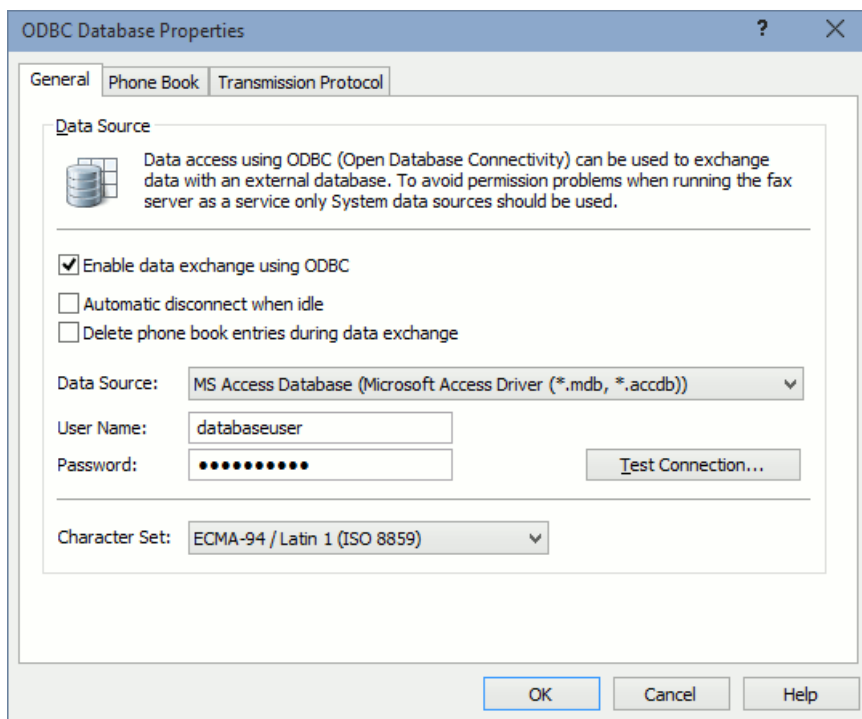 ODBC Database Properties
?
General Phone Book Transmission Protocol
Data Source
Data access using ODBC (Open Database Connectivity) can be used to exchange
data with an external database. To avoid permission problems when running the fax
server as a service only System data sources should be used.
Enable data exchange using ODBC
Automatic disconnect when idle
Delete phone book entries during data exchange
Data Source: MS Access Database (Microsoft Access Driver (*.mdb, *.accdb))
User Name: databaseuser
Password: ●●●●●●●●●●
Test Connection...
Character Set: ECMA-94 / Latin 1 (ISO 8859)
OK Cancel Help